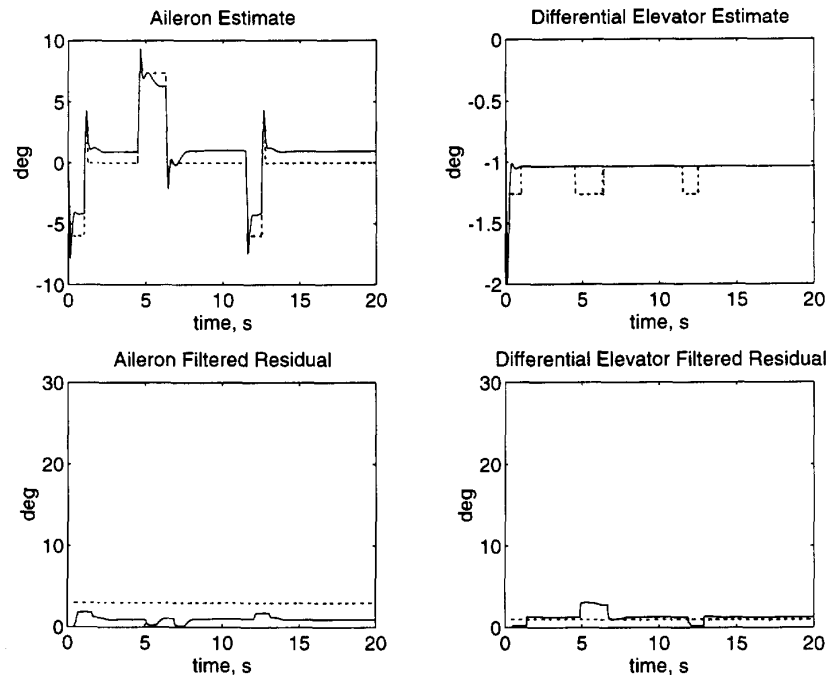 Aileron Estimate
10
5
0
-5
-10
deg
0 5 10 15 20
time, s
Differential Elevator Estimate
0
-0.5
-1
-1.5
-2
deg
0 5 10 15 20
time, s
Aileron Filtered Residual
30
20
10
0
deg
0 5 10 15 20
time, s
Differential Elevator Filtered Residual
30
20
10
0
deg
0 5 10 15 20
time, s